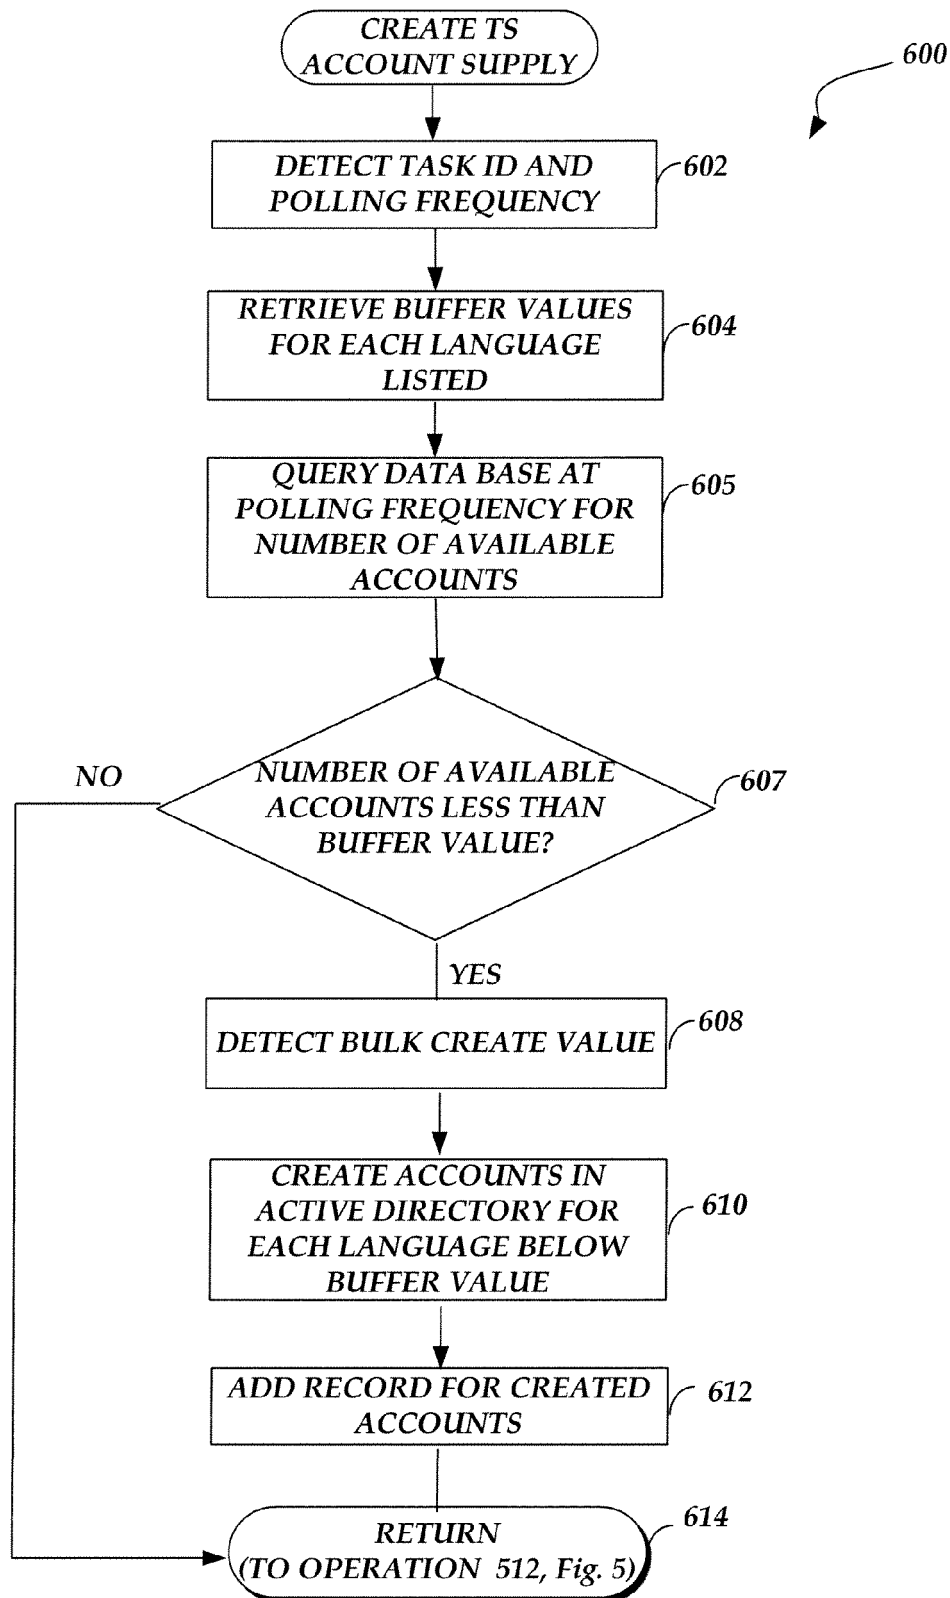 CREATE TS
ACCOUNT SUPPLY
600
DETECT TASK ID AND
POLLING FREQUENCY
602
RETRIEVE BUFFER VALUES
FOR EACH LANGUAGE
LISTED
604
QUERY DATA BASE AT
POLLING FREQUENCY FOR
NUMBER OF AVAILABLE
ACCOUNTS
605
NO
NUMBER OF AVAILABLE
ACCOUNTS LESS THAN
BUFFER VALUE?
607
YES
DETECT BULK CREATE VALUE
608
CREATE ACCOUNTS IN
ACTIVE DIRECTORY FOR
EACH LANGUAGE BELOW
BUFFER VALUE
610
ADD RECORD FOR CREATED
ACCOUNTS
612
RETURN
(TO OPERATION 512, Fig. 5)
614